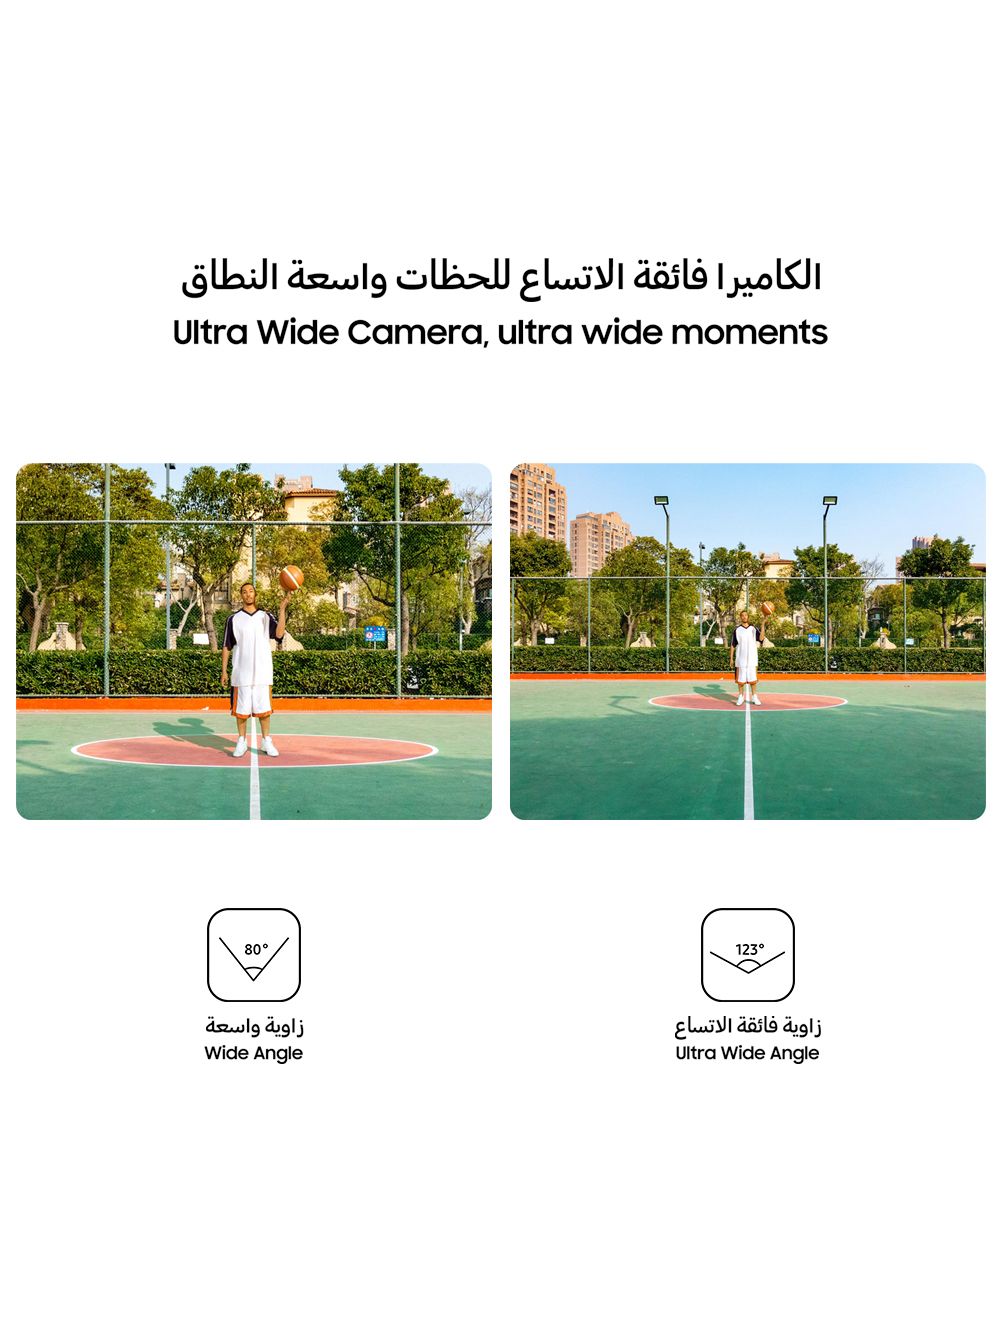 الكاميرا فائقة الاتساع للحظات واسعة النطاق
Ultra Wide Camera, ultra wide moments
80°
123°
زاوية واسعة
Wide Angle
زاوية فائقة الاتساع
Ultra Wide Angle